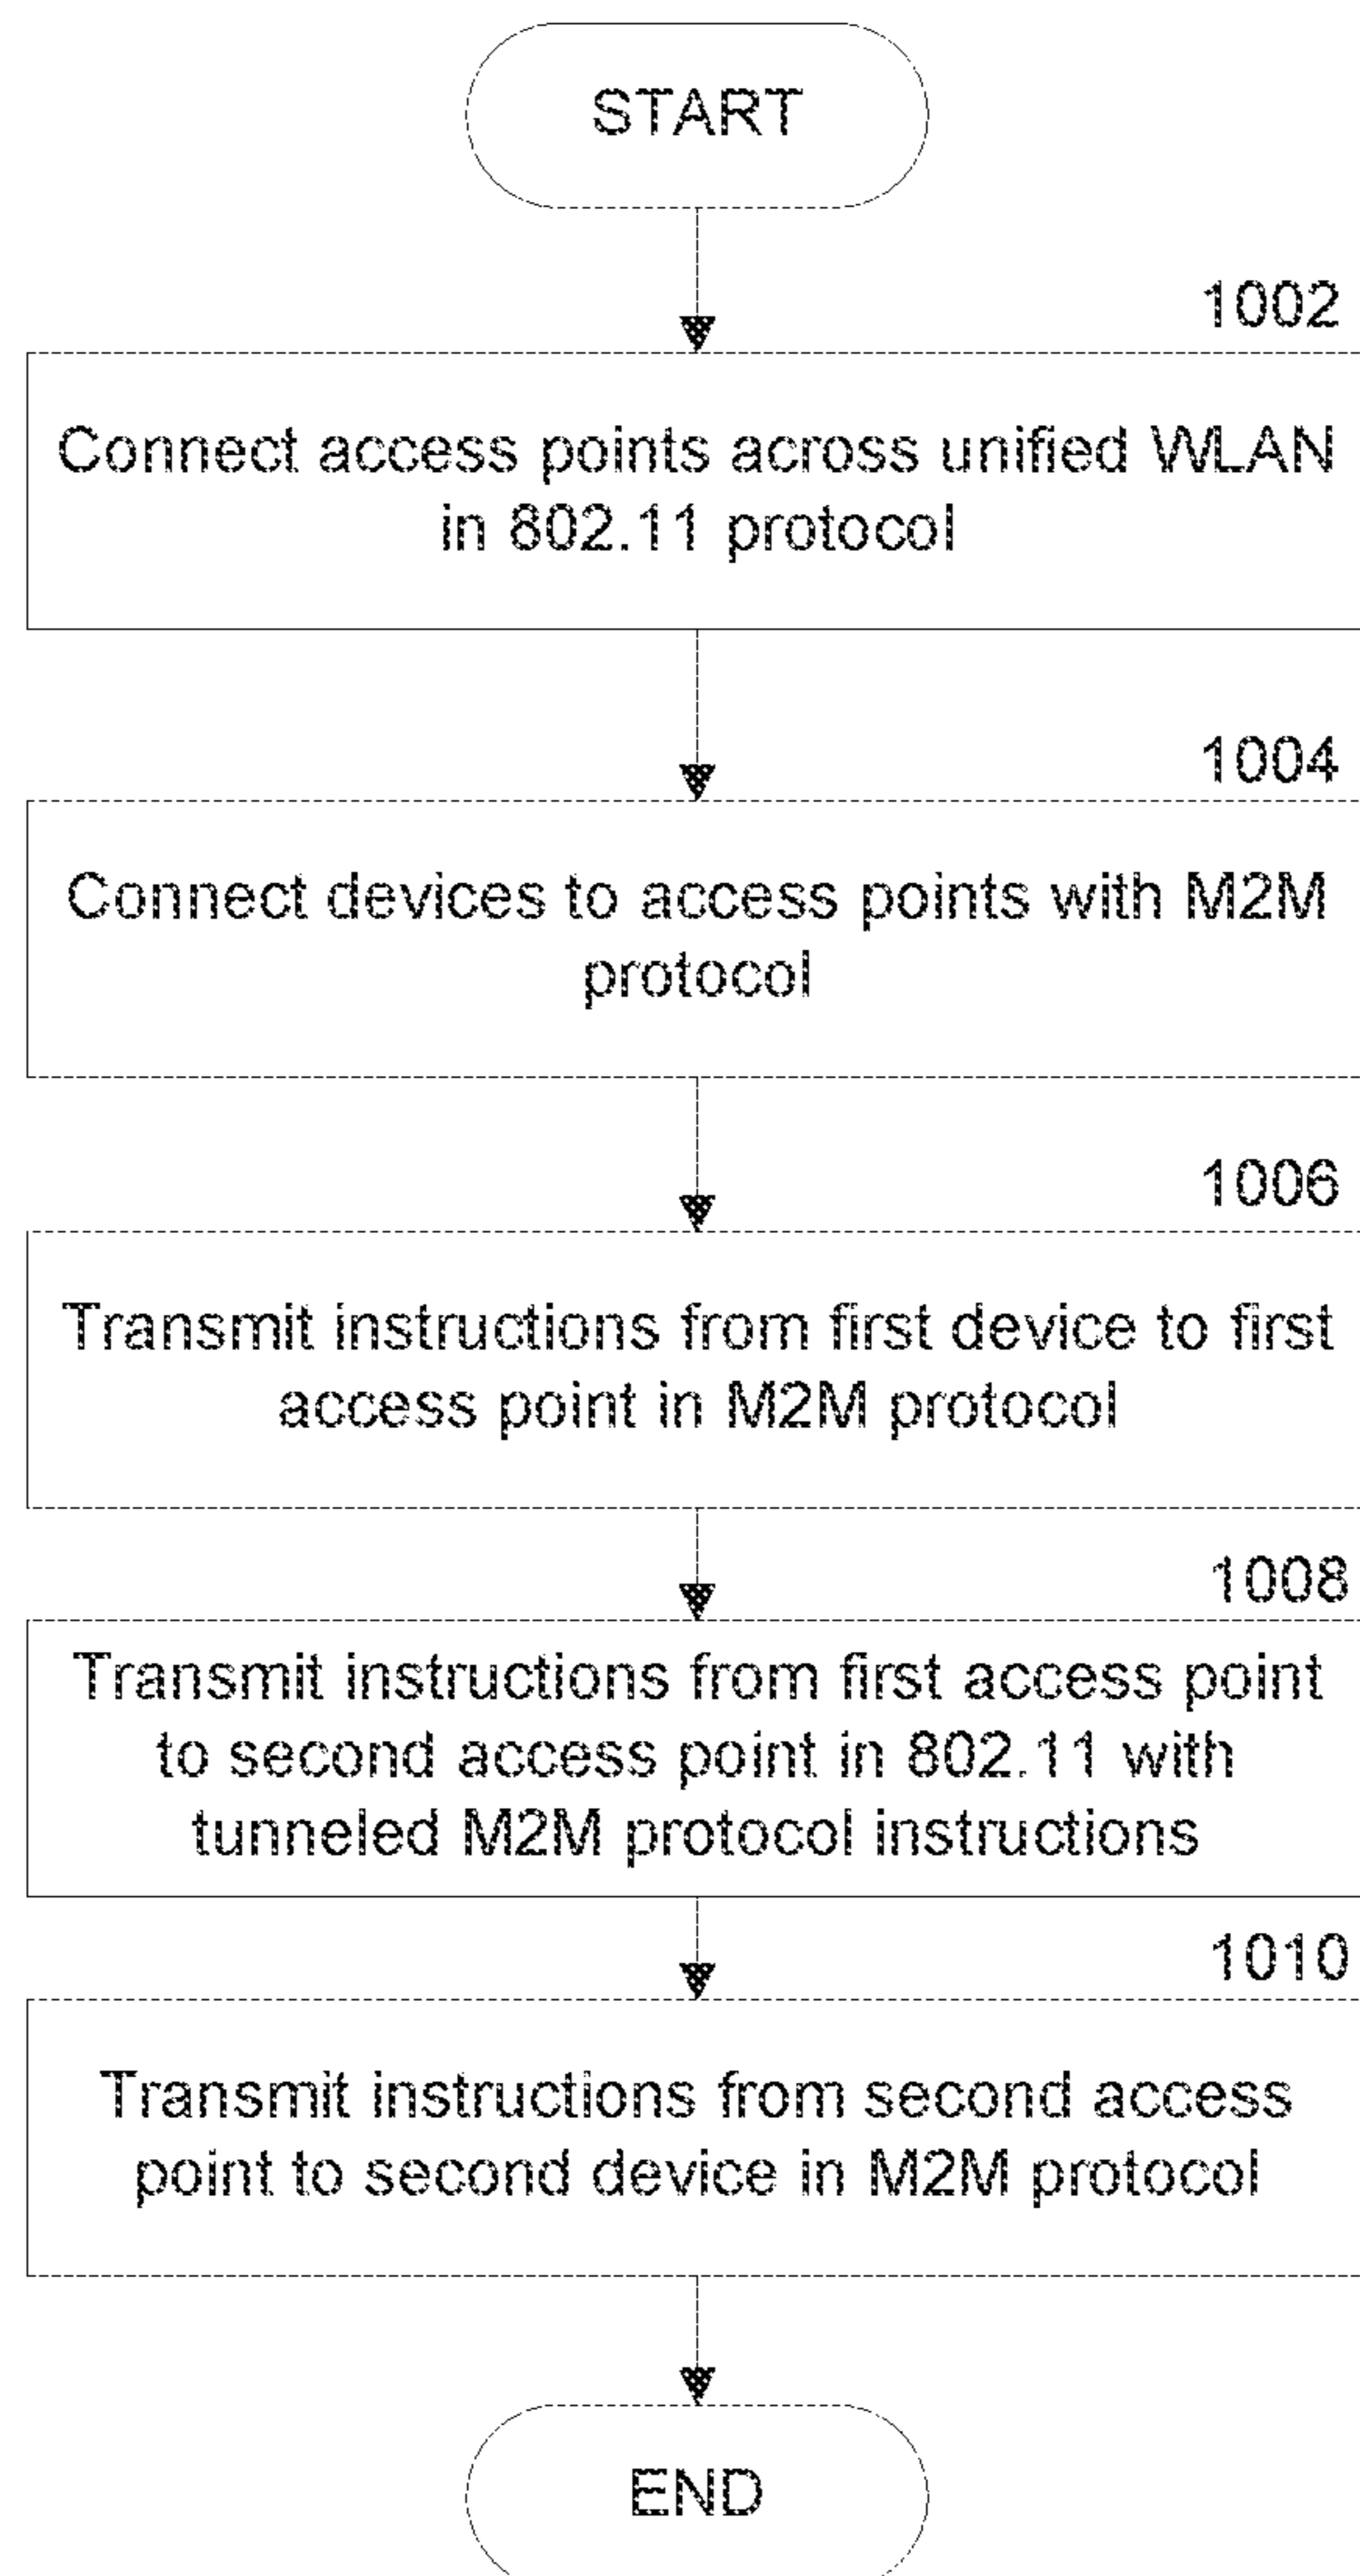 START
1002
Connect access points across unified WLAN
in 802.11 protocol
1004
Connect devices to access points with M2M
protocol
1006
Transmit instructions from first device to first
access point in M2M protocol
1008
Transmit instructions from first access point
to second access point in 802.11 with
tunneled M2M protocol instructions
1010
Transmit instructions from second access
point to second device in M2M protocol
END